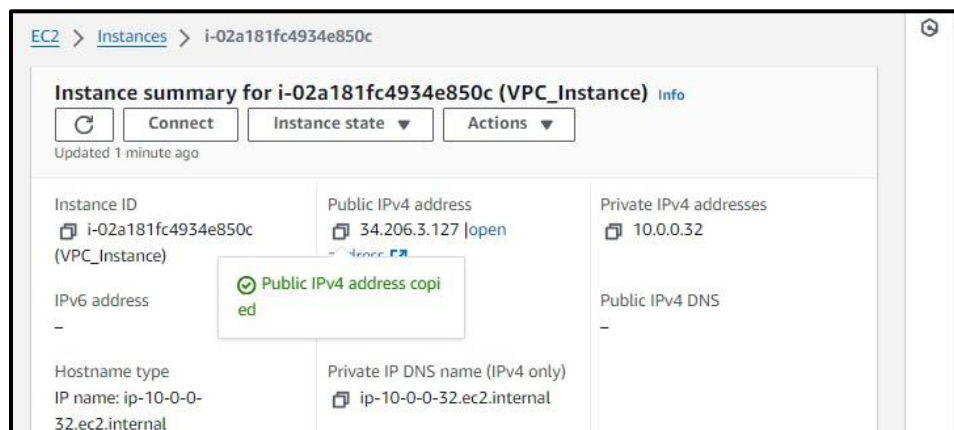 EC2 > Instances > i-02a181fc4934e850c
Instance summary for i-02a181fc4934e850c (VPC_Instance) Info
Connect Instance state Actions
Updated 1 minute ago
Instance ID
i-02a181fc4934e850c
(VPC_Instance)
Public IPv4 address
34.206.3.127 |open
address
Public IPv4 address copi
ed
Private IPv4 addresses
10.0.0.32
IPv6 address
–
Public IPv4 DNS
–
Hostname type
IP name: ip-10-0-0-
32.ec2.internal
Private IP DNS name (IPv4 only)
ip-10-0-0-32.ec2.internal